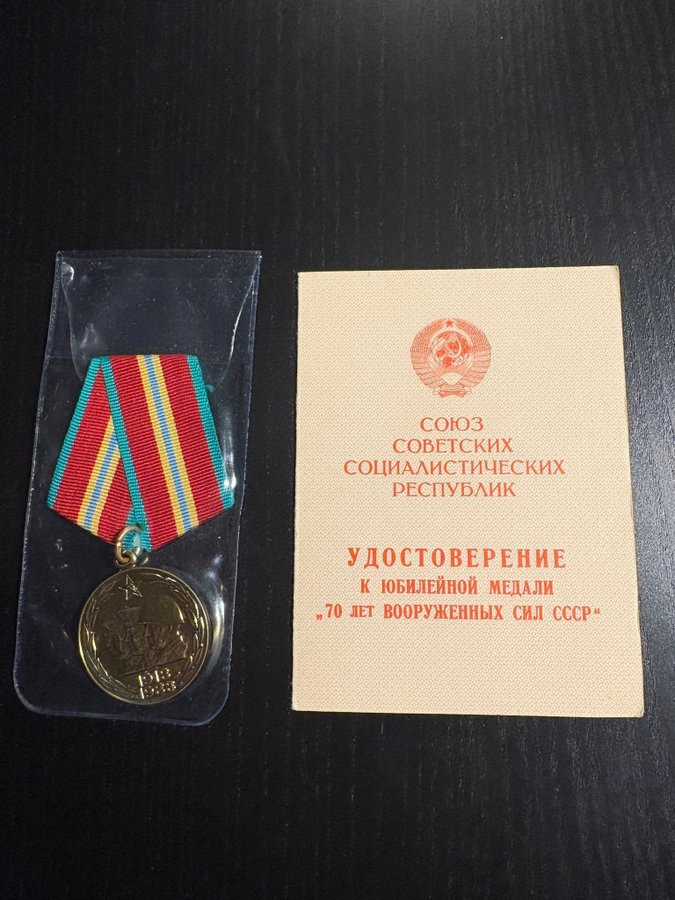 1918
1988
СОЮЗ
СОВЕТСКИХ
СОЦИАЛИСТИЧЕСКИХ
РЕСПУБЛИК
УДОСТОВЕРЕНИЕ
К ЮБИЛЕЙНОЙ МЕДАЛИ
„70 ЛЕТ ВООРУЖЕННЫХ СИЛ СССР“